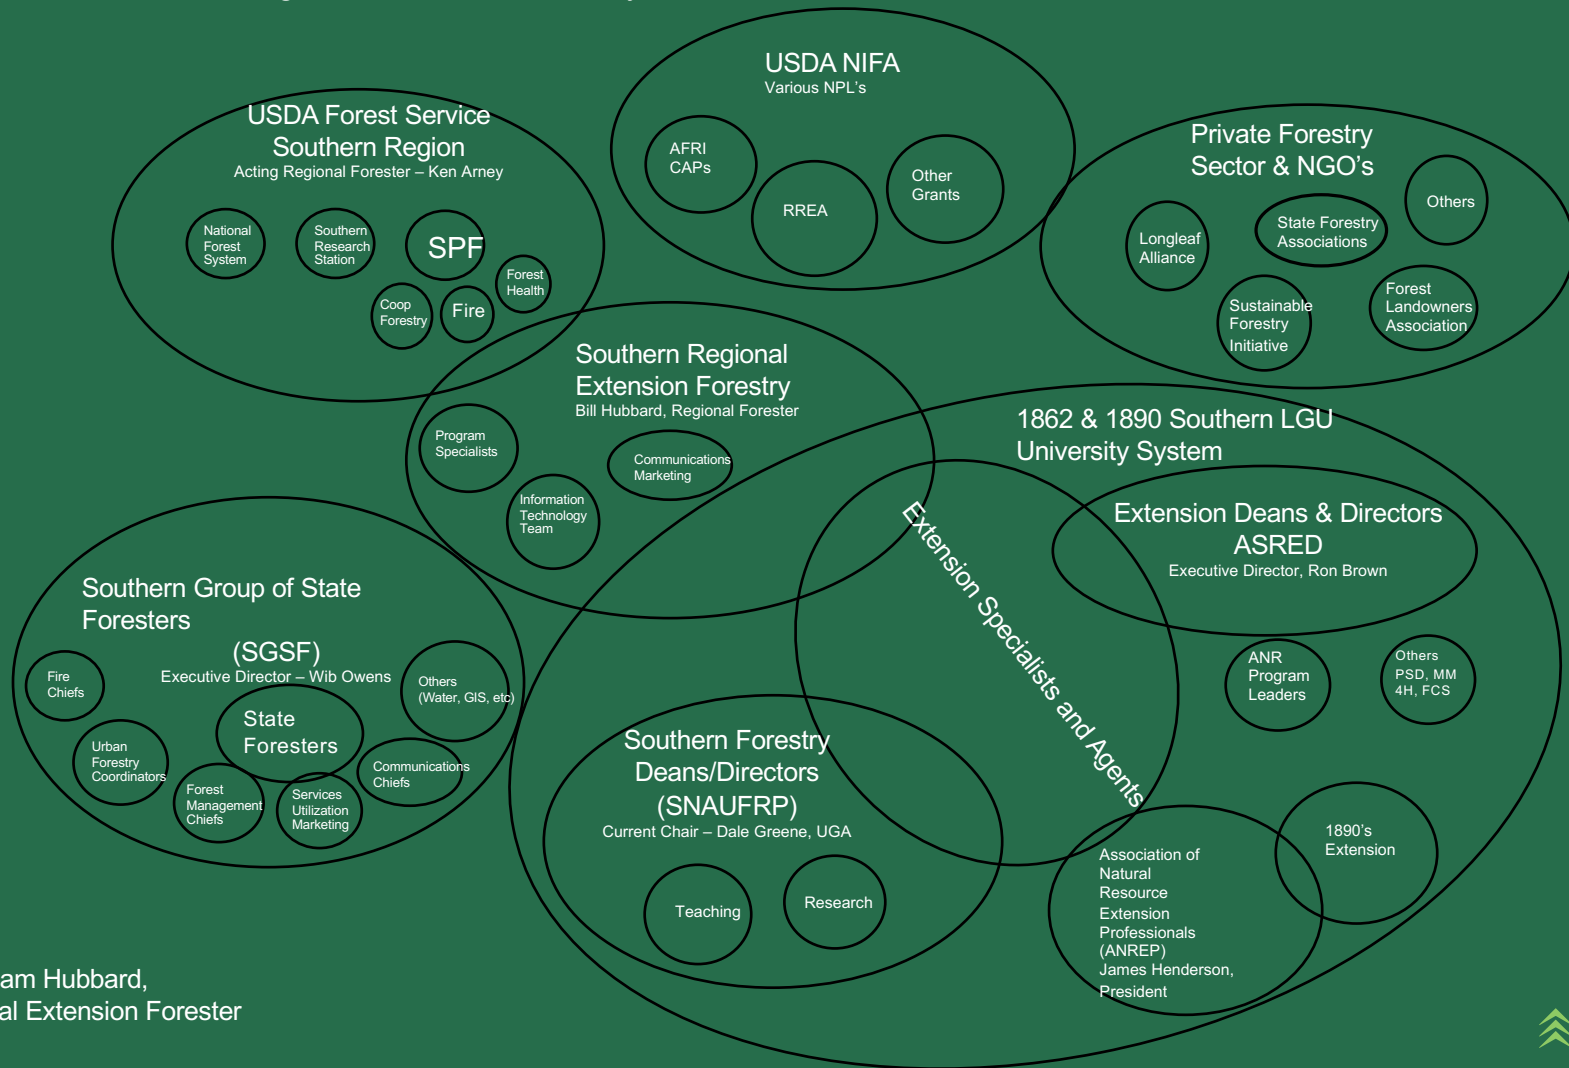 USDA NIFA
Various NPL's
AFRI
CAPs
RREA
Other
Grants
USDA Forest Service
Southern Region
Acting Regional Forester – Ken Arney
National
Forest
System
Southern
Research
Station
SPF
Forest
Health
Coop
Forestry
Fire
Private Forestry
Sector & NGO's
Longleaf
Alliance
State Forestry
Associations
Others
Sustainable
Forestry
Initiative
Forest
Landowners
Association
Southern Regional
Extension Forestry
Bill Hubbard, Regional Forester
Program
Specialists
Communications
Marketing
Information
Technology
Team
1862 & 1890 Southern LGU
University System
Extension Deans & Directors
ASRED
Executive Director, Ron Brown
Extension Specialists and Agents
ANR
Program
Leaders
Others
PSD, MM
4H, FCS
Southern Group of State
Foresters
(SGSF)
Executive Director – Wib Owens
Fire
Chiefs
Others
(Water, GIS, etc)
State
Foresters
Urban
Forestry
Coordinators
Forest
Management
Chiefs
Services
Utilization
Marketing
Communications
Chiefs
Southern Forestry
Deans/Directors
(SNAUFRP)
Current Chair – Dale Greene, UGA
Teaching
Research
Association of
Natural
Resource
Extension
Professionals
(ANREP)
James Henderson,
President
1890's
Extension
am Hubbard,
al Extension Forester